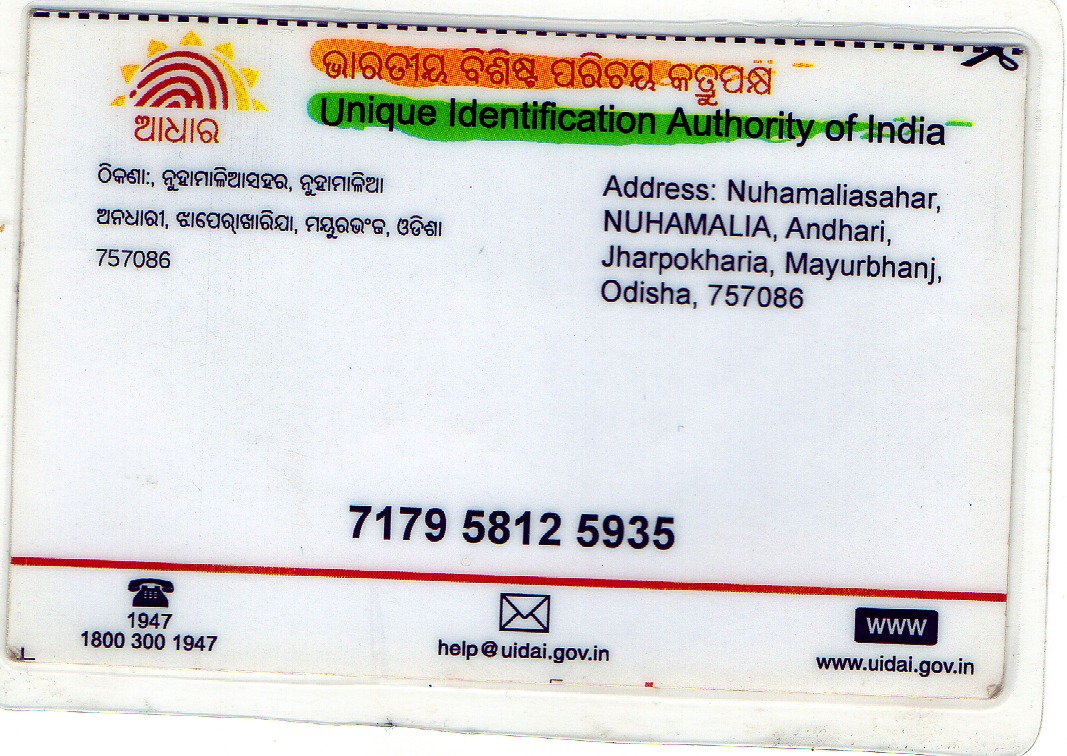 ଭାରତୀୟ ବିଶିଷ୍ଟ ପରିଚୟ କର୍ତ୍ତୃପକ୍ଷ
Unique Identification Authority of India
ଆଧାର
ଠିକଣା:, ନୁହାମାଳିଆସହର, ନୁହାମାଳିଆ
ଅନଧାରୀ, ଝାପେର୍ଖାରିଯା, ମୟୁରଭଂଜ, ଓଡିଶା
757086
Address: Nuhamaliasahar,
NUHAMALIA, Andhari,
Jharpokharia, Mayurbhanj,
Odisha, 757086
7179 5812 5935
1947
1800 300 1947
help@uidai.gov.in
WWW
www.uidai.gov.in